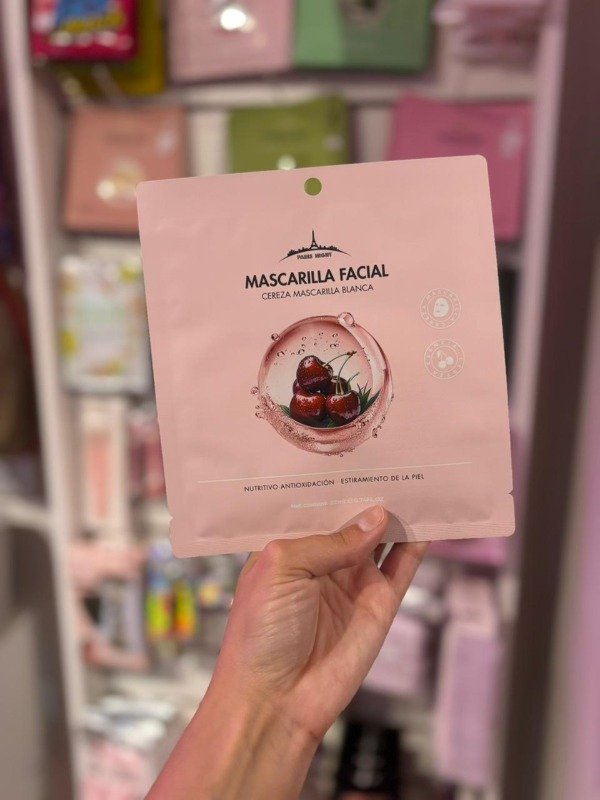 PARIS NIGHT
MASCARILLA FACIAL
CEREZA MASCARILLA BLANCA
NUTRITIVO ANTIOXIDACIÓN · ESTIRAMIENTO DE LA PIEL